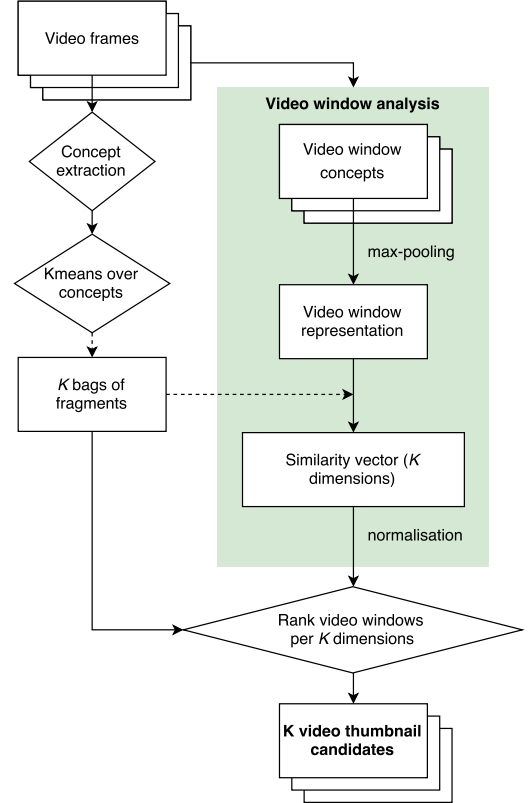 Video frames
Video window analysis
Concept
extraction
Video window
concepts
max-pooling
Kmeans over
concepts
Video window
representation
K bags of
fragments
Similarity vector (K
dimensions)
normalisation
Rank video windows
per K dimensions
K video thumbnail
candidates